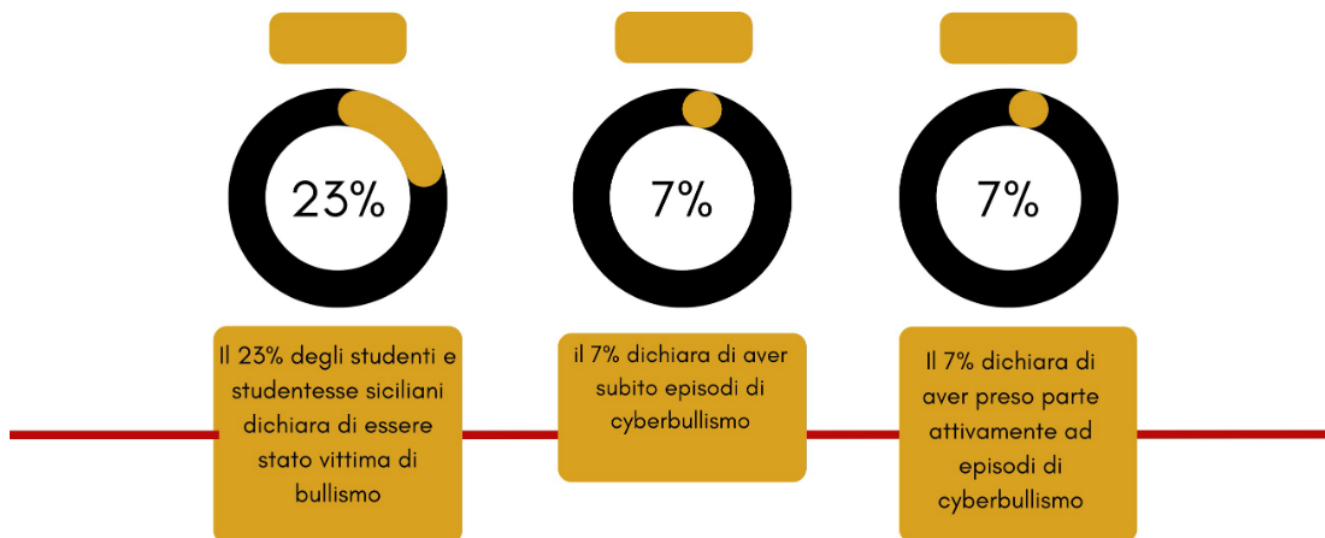 23%
7%
7%
Il 23% degli studenti e
studentesse siciliani
dichiara di essere
stato vittima di
bullismo
il 7% dichiara di aver
subito episodi di
cyberbullismo
Il 7% dichiara di
aver preso parte
attivamente ad
episodi di
cyberbullismo